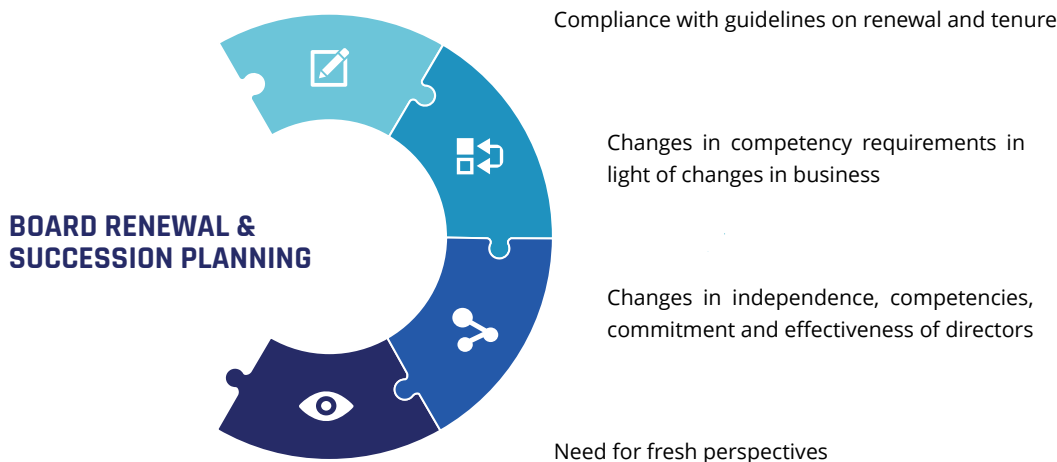 Compliance with guidelines on renewal and tenure
Changes in competency requirements in
light of changes in business
BOARD RENEWAL &
SUCCESSION PLANNING
Changes in independence, competencies,
commitment and effectiveness of directors
Need for fresh perspectives